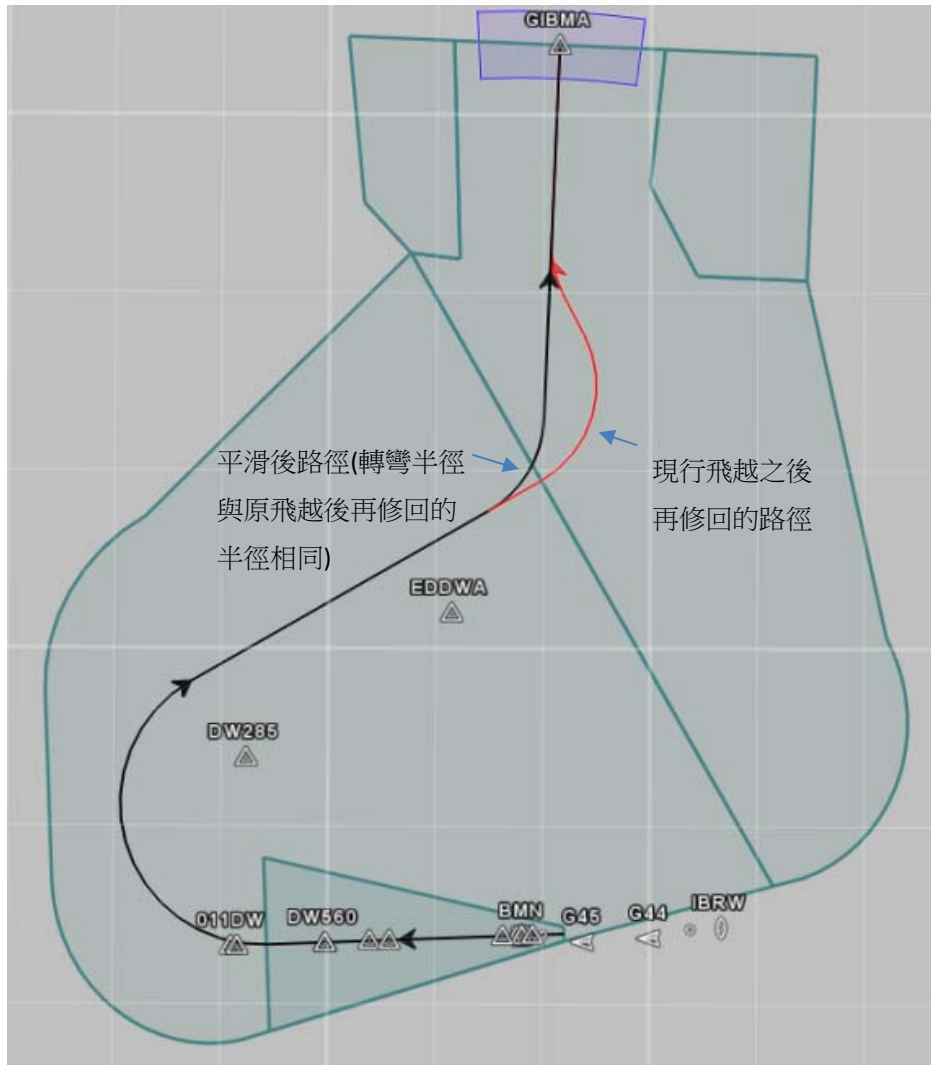 GIBMA
平滑後路徑(轉彎半徑
與原飛越後再修回的
半徑相同)
現行飛越之後
再修回的路徑
EDDWA
DW285
011DW
DW560
BMN
G45
G44
IBRW